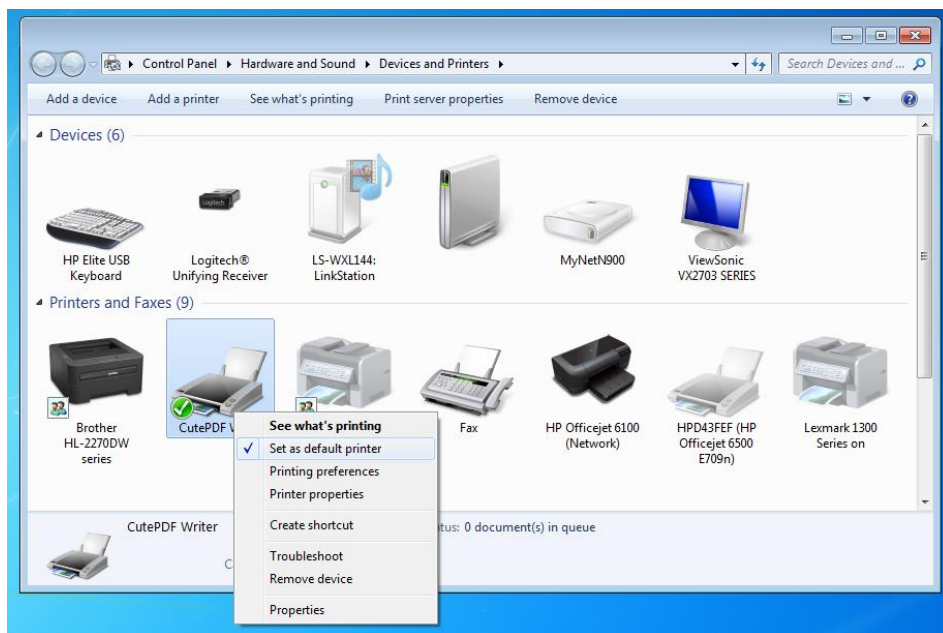 Control Panel Hardware and Sound Devices and Printers
Search Devices and ...
Add a device Add a printer See what's printing Print server properties Remove device
Devices (6)
Logitech
HP Elite USB
Keyboard
Logitech®
Unifying Receiver
LS-WXL144:
LinkStation
MyNetN900
ViewSonic
VX2703 SERIES
Printers and Faxes (9)
Brother
HL-2270DW
series
CutePDF
Fax
HP Officejet 6100
(Network)
HPD43FEF (HP
Officejet 6500
E709n)
Lexmark 1300
Series on
See what's printing
Set as default printer
Printing preferences
Printer properties
Create shortcut
Troubleshoot
Remove device
Properties
CutePDF Writer
0 document(s) in queue